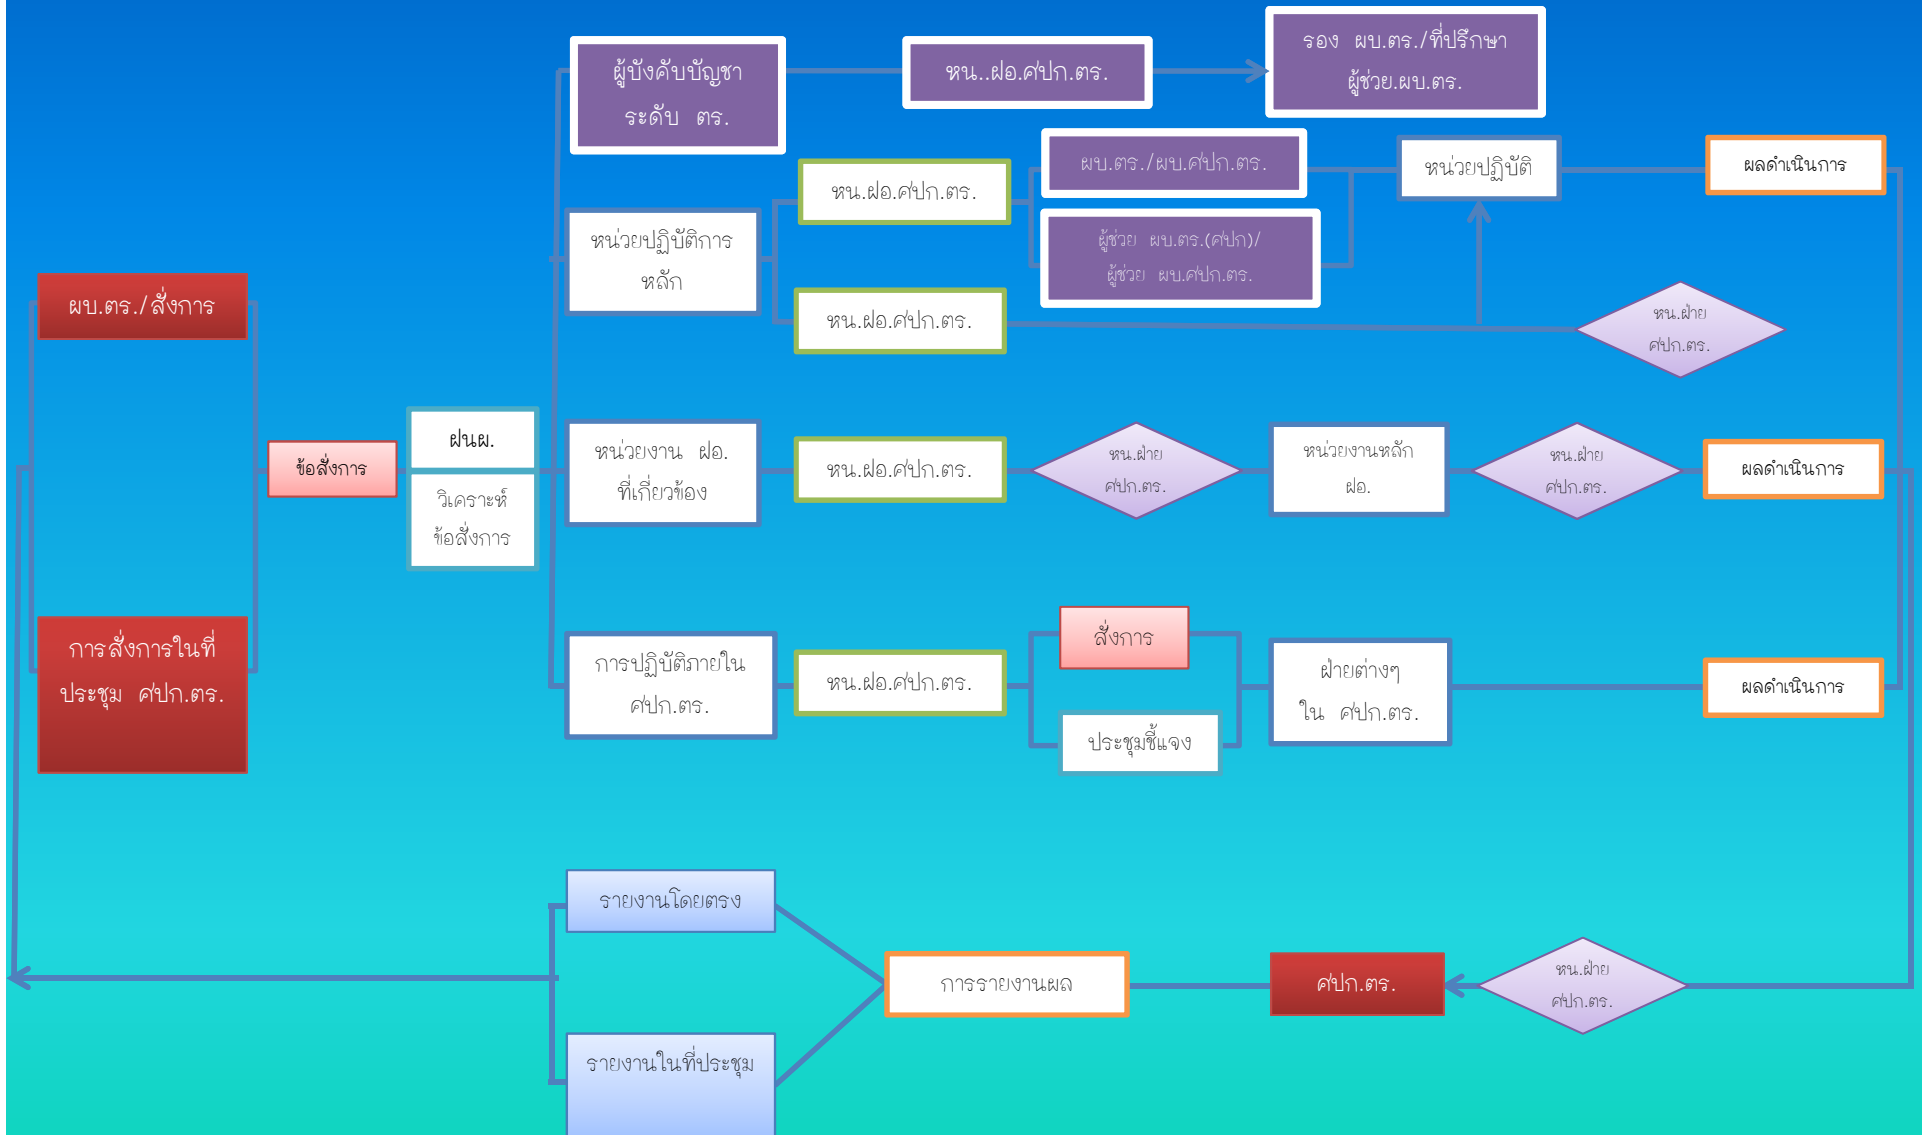 ผู้บังคับบัญชา
ระดับ ตร.
หน..ฝอ.ศปก.ตร.
รอง ผบ.ตร./ที่ปรึกษา
ผู้ช่วย.ผบ.ตร.
หน่วยปฏิบัติการ
หลัก
หน.ฝอ.ศปก.ตร.
ผบ.ตร./ผบ.ศปก.ตร.
ผู้ช่วย ผบ.ตร.(ศปก)/
ผู้ช่วย ผบ.ศปก.ตร.
หน่วยปฏิบัติ
ผลดำเนินการ
หน.ฝอ.ศปก.ตร.
หน.ฝ่าย
ศปก.ตร.
ผบ.ตร./สั่งการ
การสั่งการในที่
ประชุม ศปก.ตร.
ข้อสั่งการ
ฝนผ.
วิเคราะห์
ข้อสั่งการ
หน่วยงาน ฝอ.
ที่เกี่ยวข้อง
หน.ฝอ.ศปก.ตร.
หน.ฝ่าย
ศปก.ตร.
หน่วยงานหลัก
ฝอ.
หน.ฝ่าย
ศปก.ตร.
ผลดำเนินการ
การปฏิบัติภายใน
ศปก.ตร.
หน.ฝอ.ศปก.ตร.
สั่งการ
ประชุมชี้แจง
ฝ่ายต่างๆ
ใน ศปก.ตร.
ผลดำเนินการ
รายงานโดยตรง
รายงานในที่ประชุม
การรายงานผล
ศปก.ตร.
หน.ฝ่าย
ศปก.ตร.